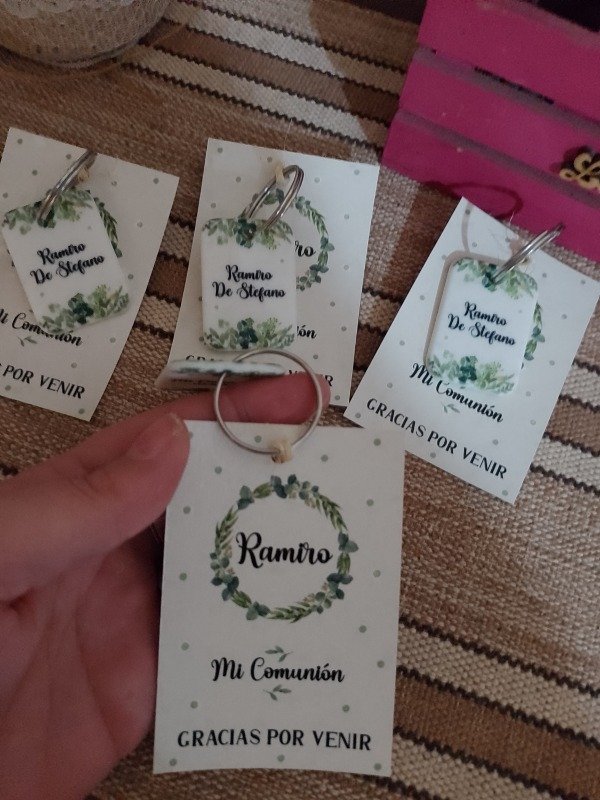 Ramiro
De Stefano
Mi Comunión
GRACIAS POR VENIR
Ramiro
De Stefano
Ramiro
De Stefano
Mi Comunión
GRACIAS POR VENIR
Ramiro
Mi Comunión
GRACIAS POR VENIR